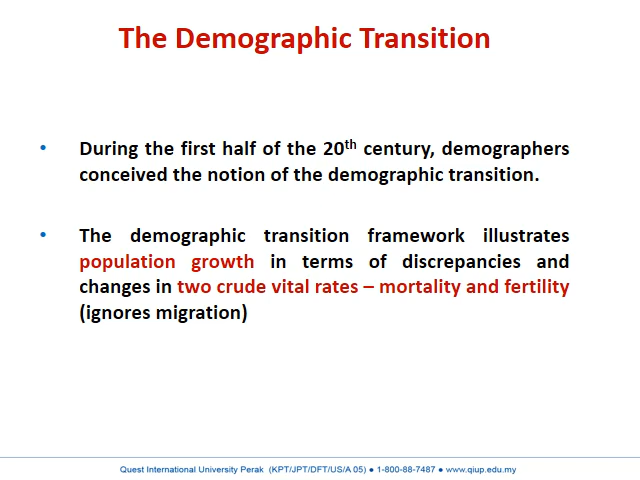 The Demographic Transition
• During the first half of the 20th century, demographers
conceived the notion of the demographic transition.
• The demographic transition framework illustrates
population growth in terms of discrepancies and
changes in two crude vital rates – mortality and fertility
(ignores migration)
Quest International University Perak (KPT/JPT/DFT/US/A 05) ● 1-800-88-7487 ● www.qiup.edu.my